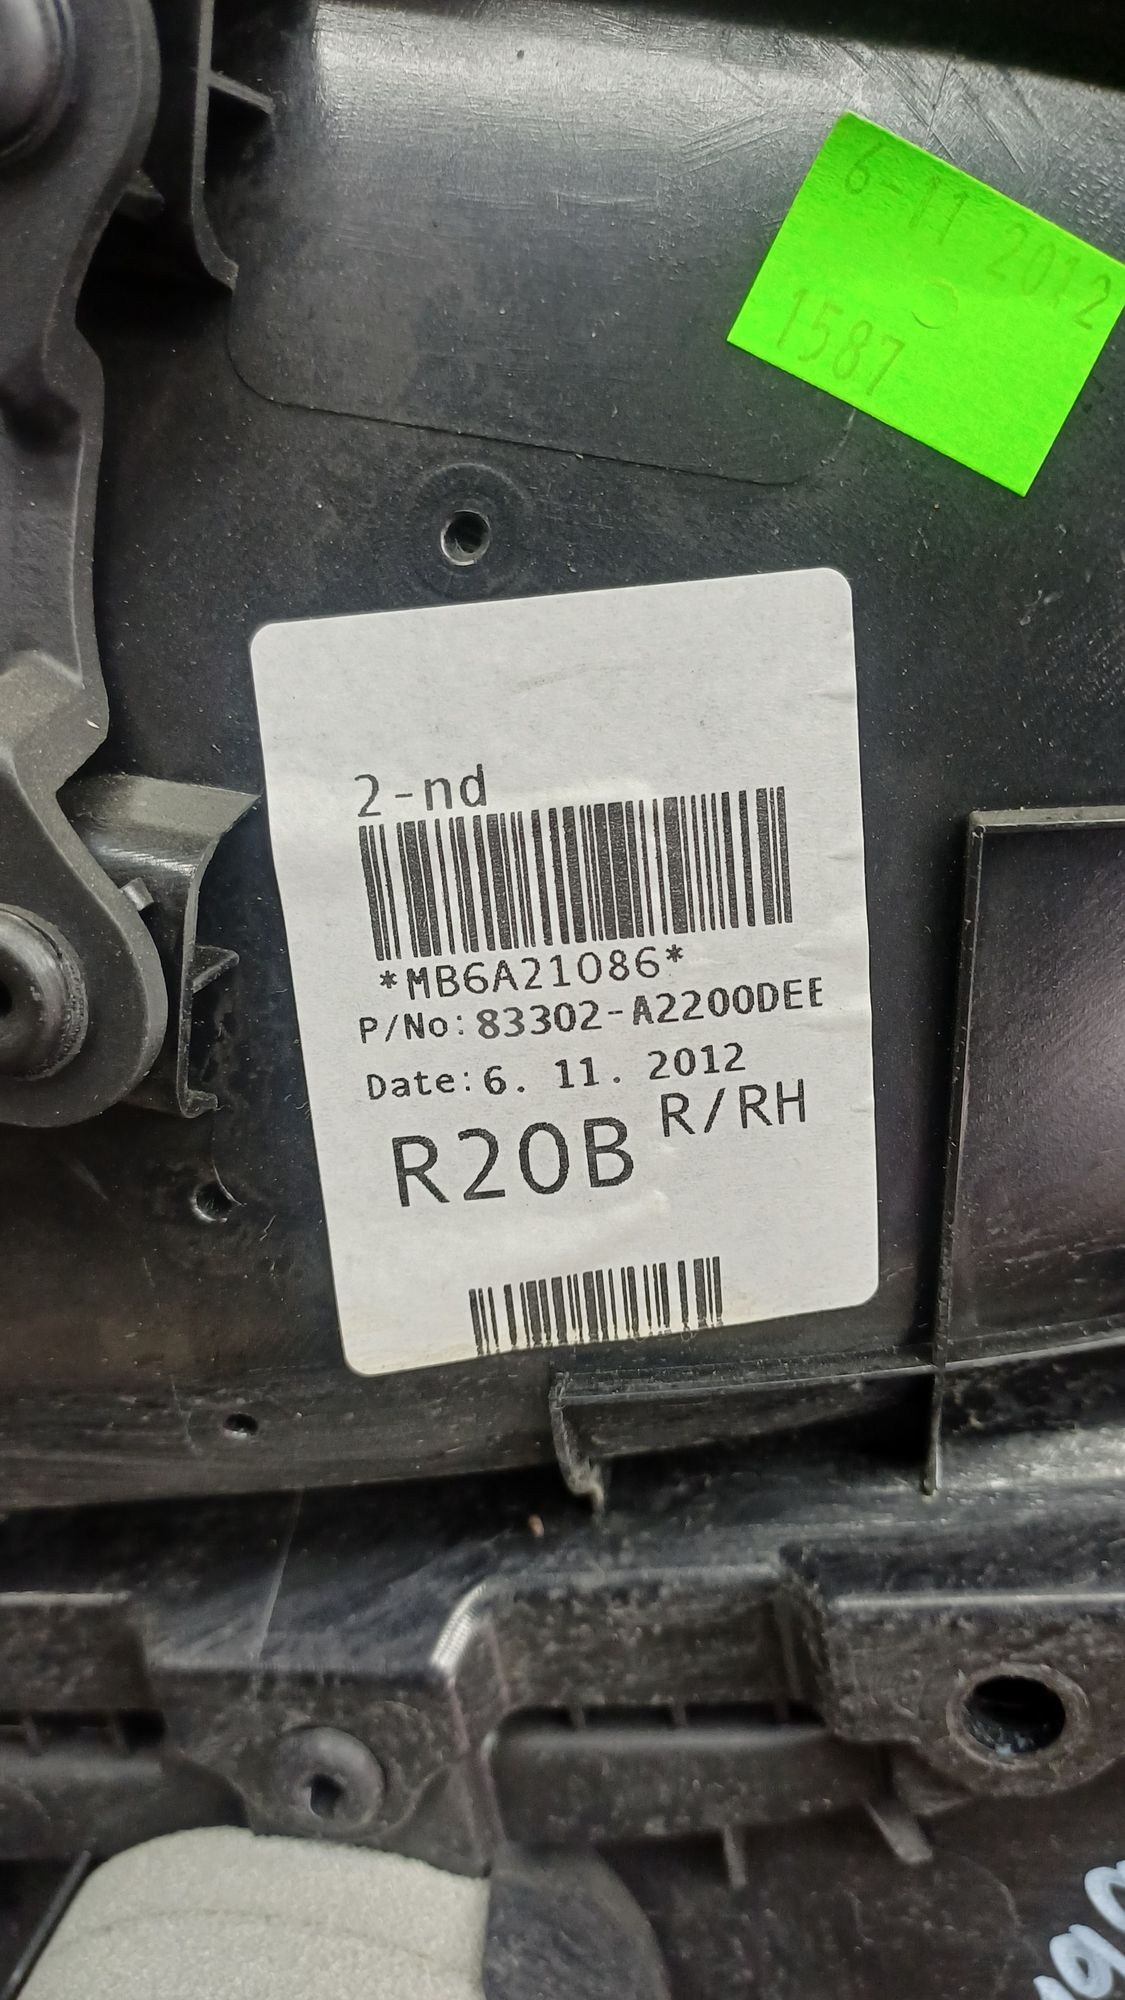 6-11 2012
1587
2-nd
*MB6A21086*
P/No:83302-A2200DEE
Date:6. 11. 2012
R/RH
R20B